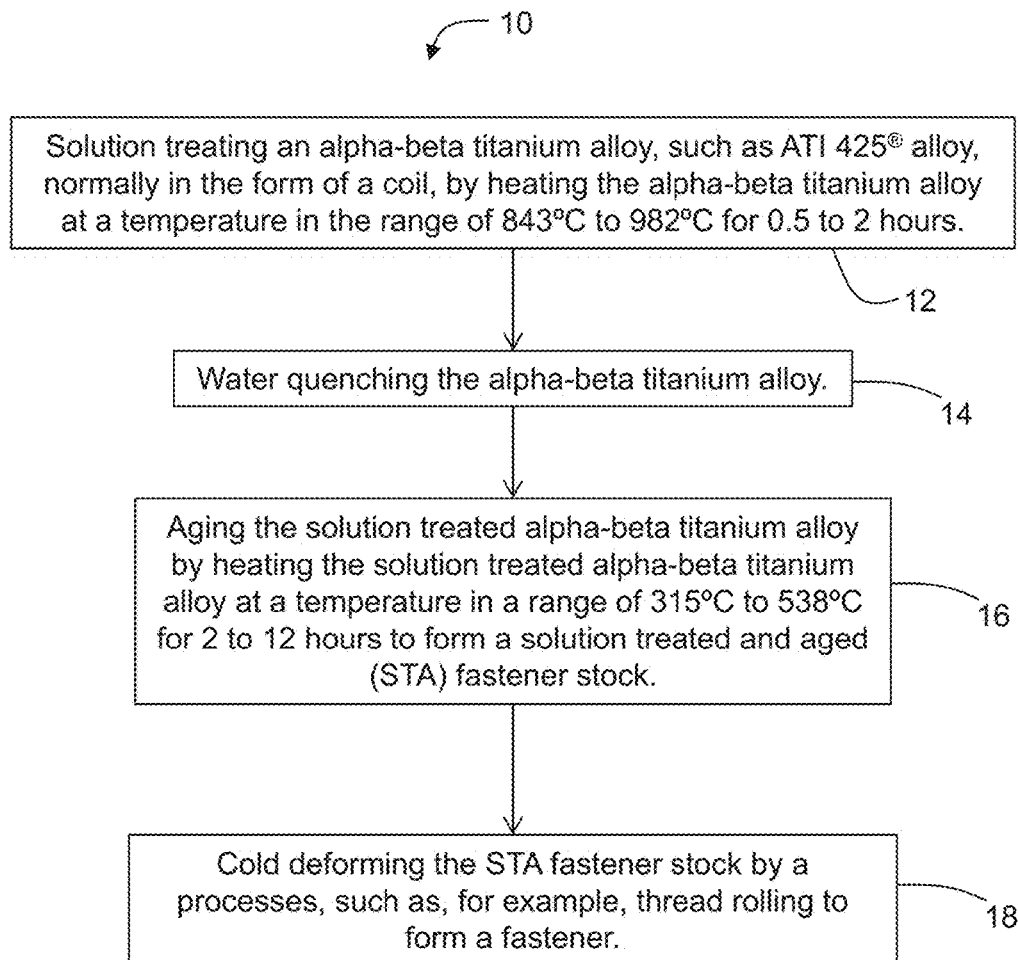 10
Solution treating an alpha-beta titanium alloy, such as ATI 425® alloy,
normally in the form of a coil, by heating the alpha-beta titanium alloy
at a temperature in the range of 843ºC to 982ºC for 0.5 to 2 hours.
12
Water quenching the alpha-beta titanium alloy.
14
Aging the solution treated alpha-beta titanium alloy
by heating the solution treated alpha-beta titanium
alloy at a temperature in a range of 315ºC to 538ºC
for 2 to 12 hours to form a solution treated and aged
(STA) fastener stock.
16
Cold deforming the STA fastener stock by a
processes, such as, for example, thread rolling to
form a fastener.
18